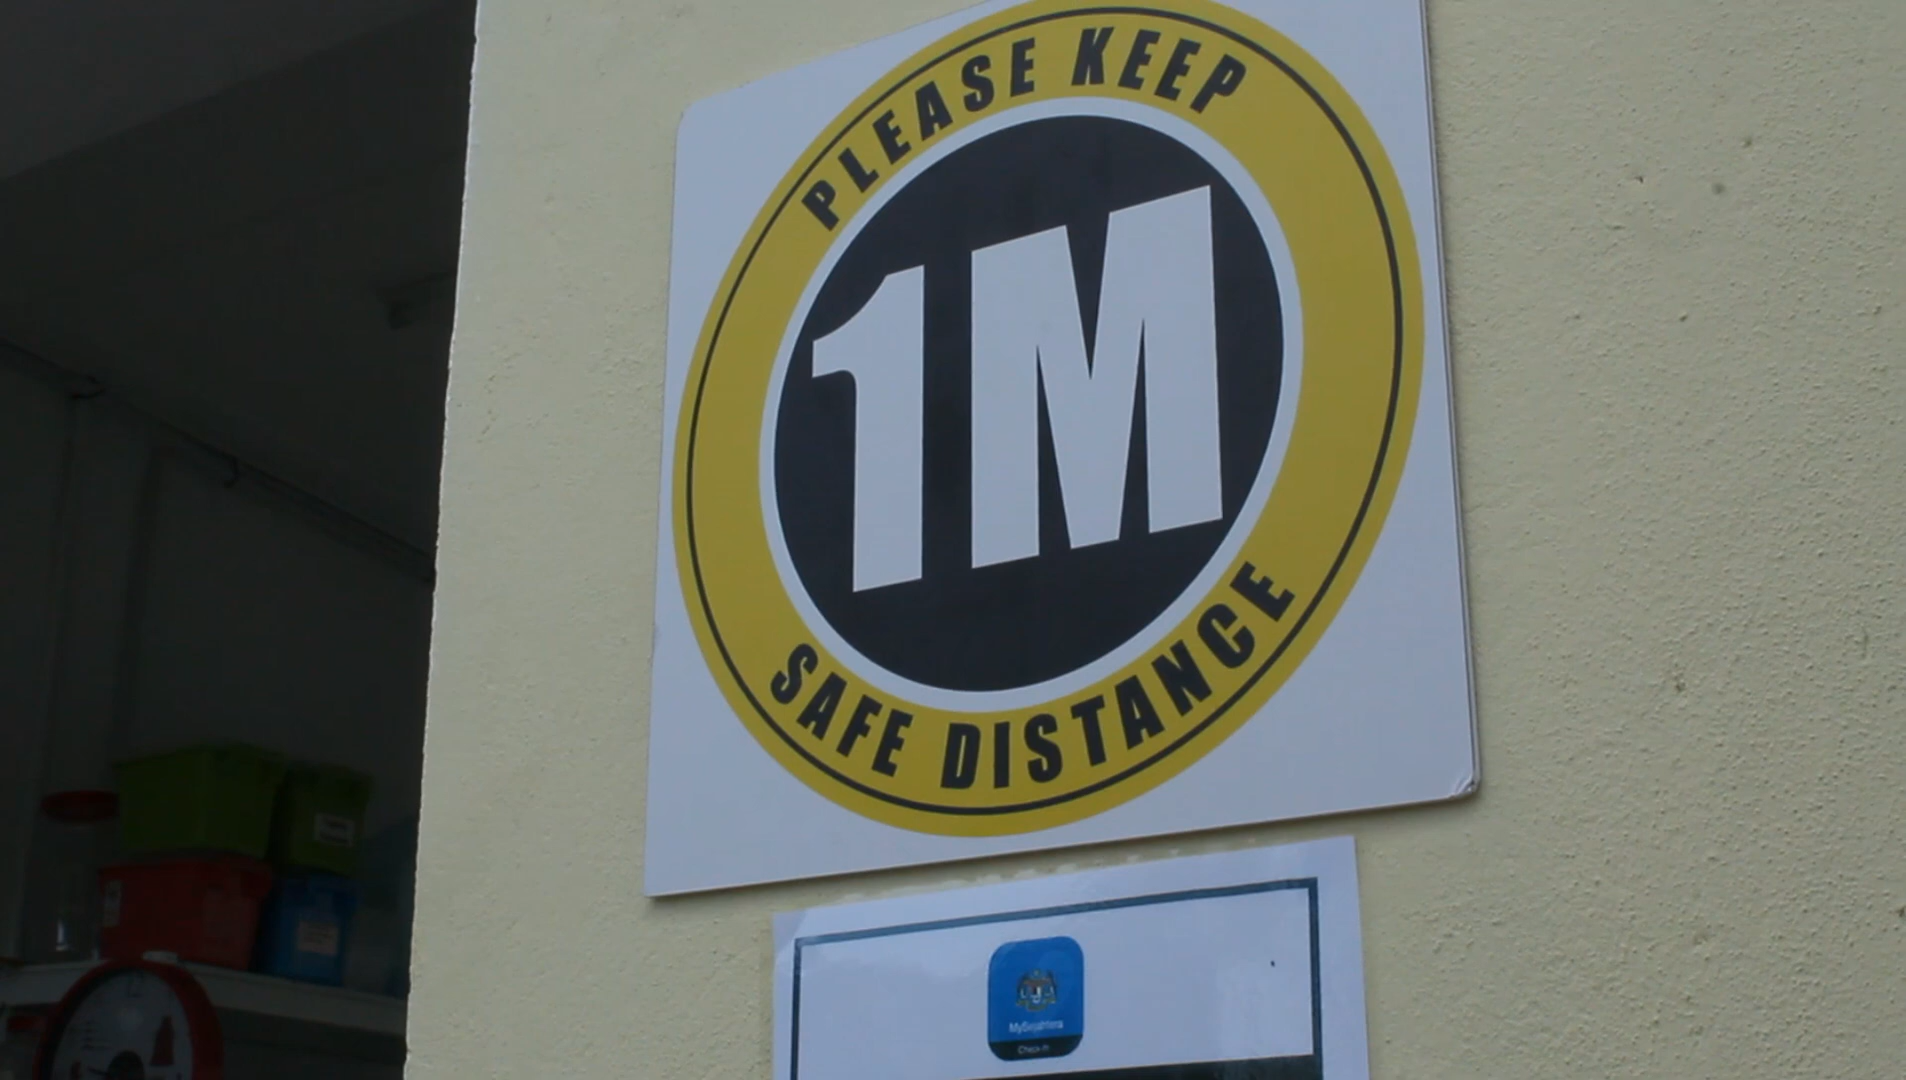 PLEASE KEEP
1M
SAFE DISTANCE
MySejahtera
Check-In